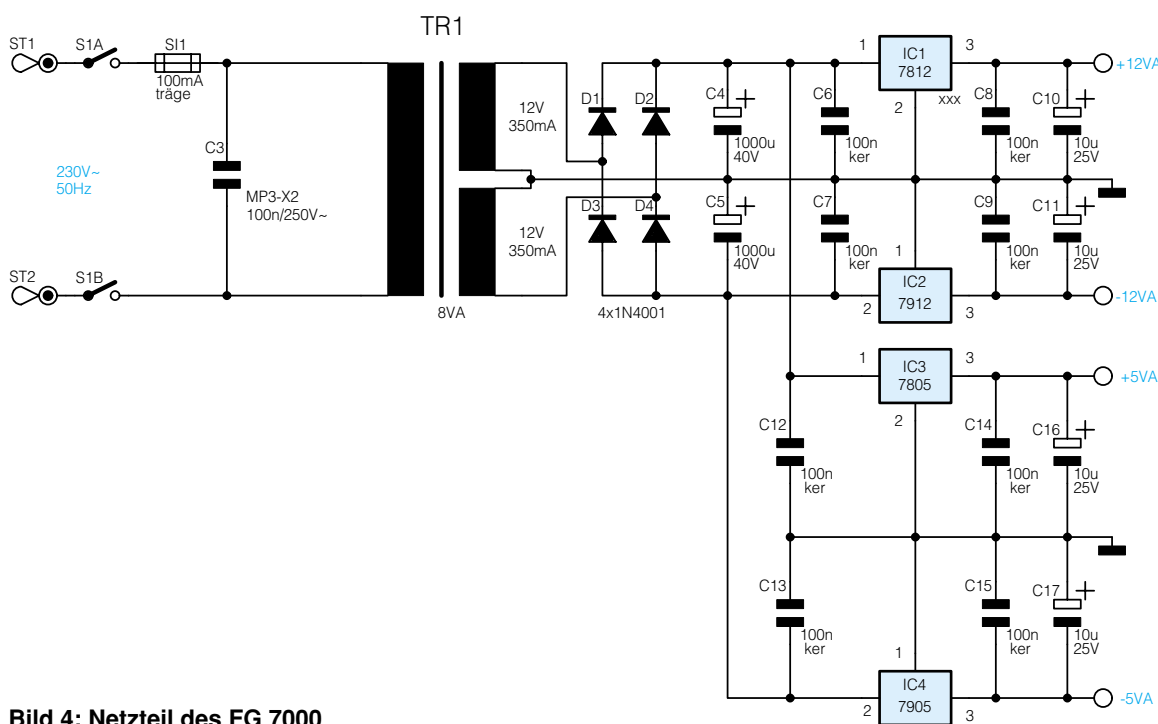 TR1
ST1
S1A
SI1
100mA
träge
C3
MP3-X2
100n/250V~
230V~
50Hz
ST2
S1B
8VA
12V
350mA
12V
350mA
D1
D2
D3
D4
4x1N4001
C4
+
1000u
40V
C5
+
1000u
40V
C6
100n
ker
C7
100n
ker
1
IC1
7812
3
2
xxx
C8
100n
ker
C10
+
10u
25V
+12VA
C9
100n
ker
C11
+
10u
25V
1
IC2
7912
2
3
-12VA
1
IC3
7805
3
2
+5VA
C12
100n
ker
C14
100n
ker
C16
+
10u
25V
C13
100n
ker
C15
100n
ker
C17
+
10u
25V
1
IC4
7905
2
3
-5VA
Bild 4: Netzteil des FG 7000